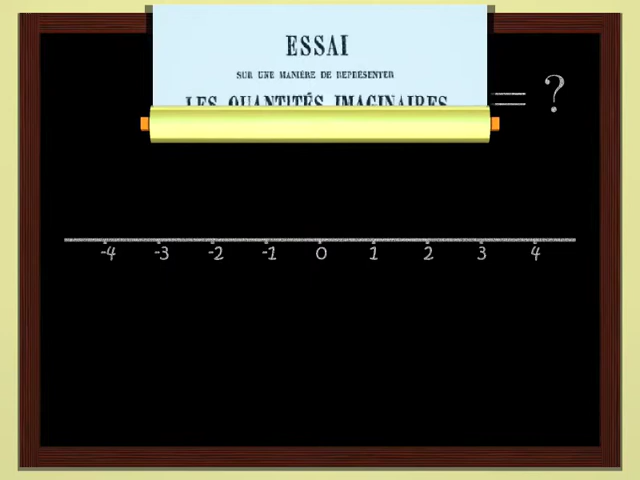 ESSAI
SUR UNE MANIÈRE DE REPRÉSENTER
LES QUANTITÉS IMAGINAIRES
= ?
-4 -3 -2 -1 0 1 2 3 4